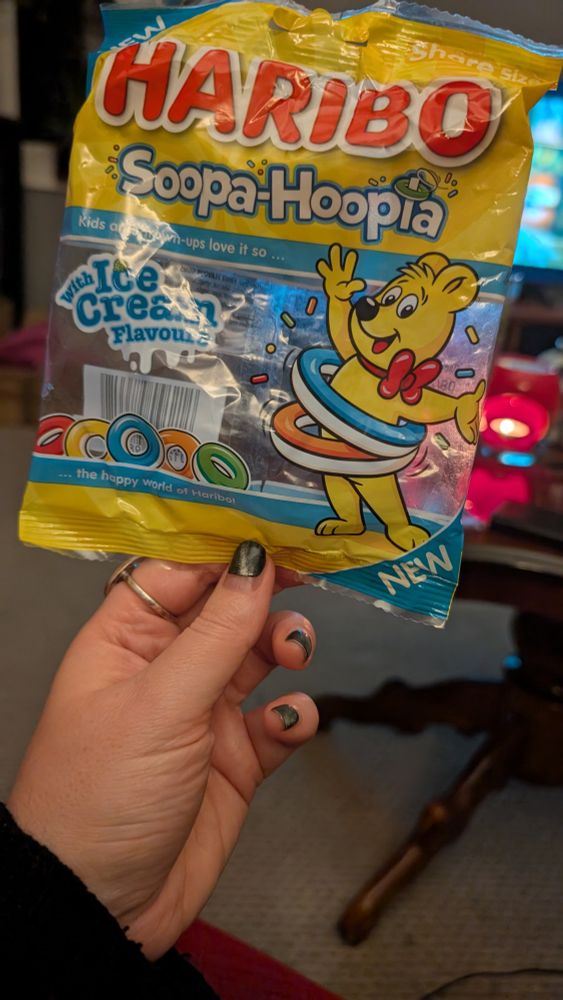 NEW
Share size
HARIBO
Soopa-Hoopia
Kids and grown-ups love it so ...
With
Ice
Cream
Flavours
... the happy world of Haribo!
NEW